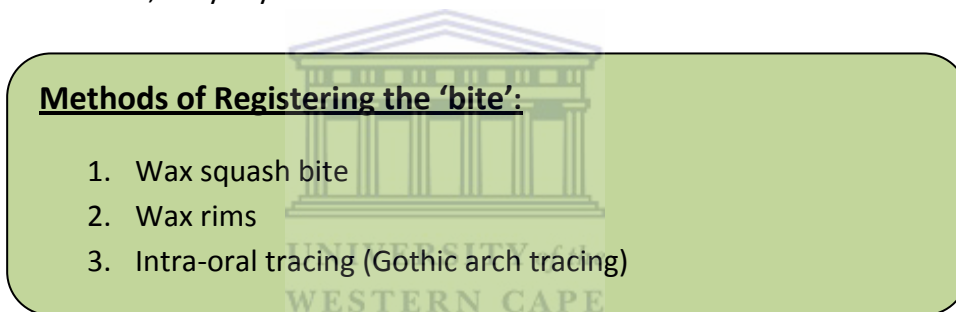 Methods of Registering the ‘bite’:
1. Wax squash bite
2. Wax rims
3. Intra-oral tracing (Gothic arch tracing)
UNIVERSITY of the
WESTERN CAPE